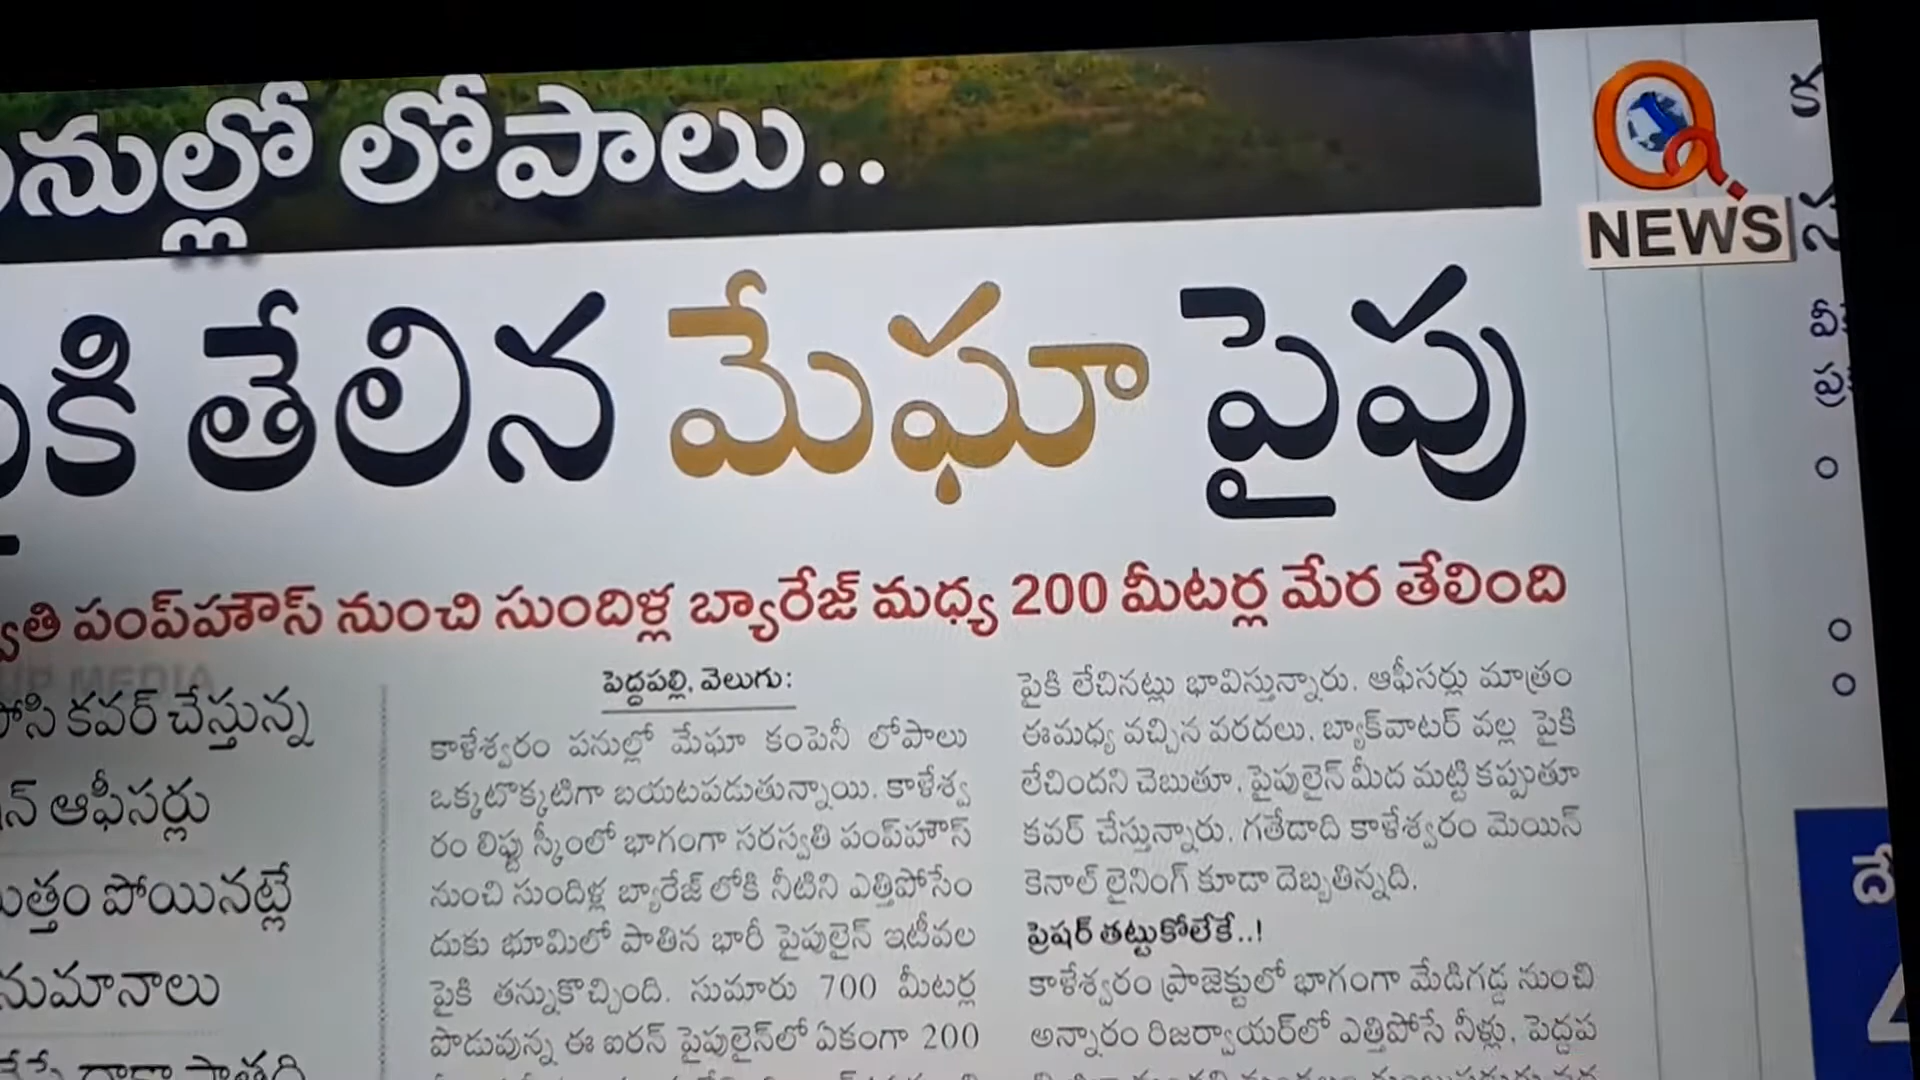 లోపాలు..
తేలిన మేఘా పైపు
NEWS
పంప్‌హౌస్ నుంచి సుందిళ్ల బ్యారేజ్ మధ్య 200 మీటర్ల మేర తేలింది
కవర్ చేస్తున్న
ఆఫీసర్లు
పోయినట్లే
పెద్దపల్లి, వెలుగు:
కాళేశ్వరం పనుల్లో మేఘా కంపెనీ లోపాలు
ఒక్కటొక్కటిగా బయటపడుతున్నాయి. కాళేశ్వ
రం లిఫ్ట్ స్కీంలో భాగంగా సరస్వతి పంప్‌హౌస్
నుంచి సుందిళ్ల బ్యారేజ్ లోకి నీటిని ఎత్తిపోసేం
దుకు భూమిలో పాతిన భారీ పైపులైన్ ఇటీవల
పైకి తన్నుకొచ్చింది. సుమారు 700 మీటర్ల
పొడువున్న ఈ ఐరన్ పైపులైన్‌లో ఏకంగా 200
పైకి లేచినట్లు భావిస్తున్నారు. ఆఫీసర్లు మాత్రం
ఈమధ్య వచ్చిన వరదలు, బ్యాక్‌వాటర్ వల్ల పైకి
లేచిందని చెబుతూ, పైపులైన్ మీద మట్టి కప్పుతూ
కవర్ చేస్తున్నారు. గతేడాది కాళేశ్వరం మెయిన్
కెనాల్ లైనింగ్ కూడా దెబ్బతిన్నది.
ప్రెషర్ తట్టుకోలేకే..!
కాళేశ్వరం ప్రాజెక్టులో భాగంగా మేడిగడ్డ నుంచి
అన్నారం రిజర్వాయర్‌లో ఎత్తిపోసే నీళ్లు, పెద్దప